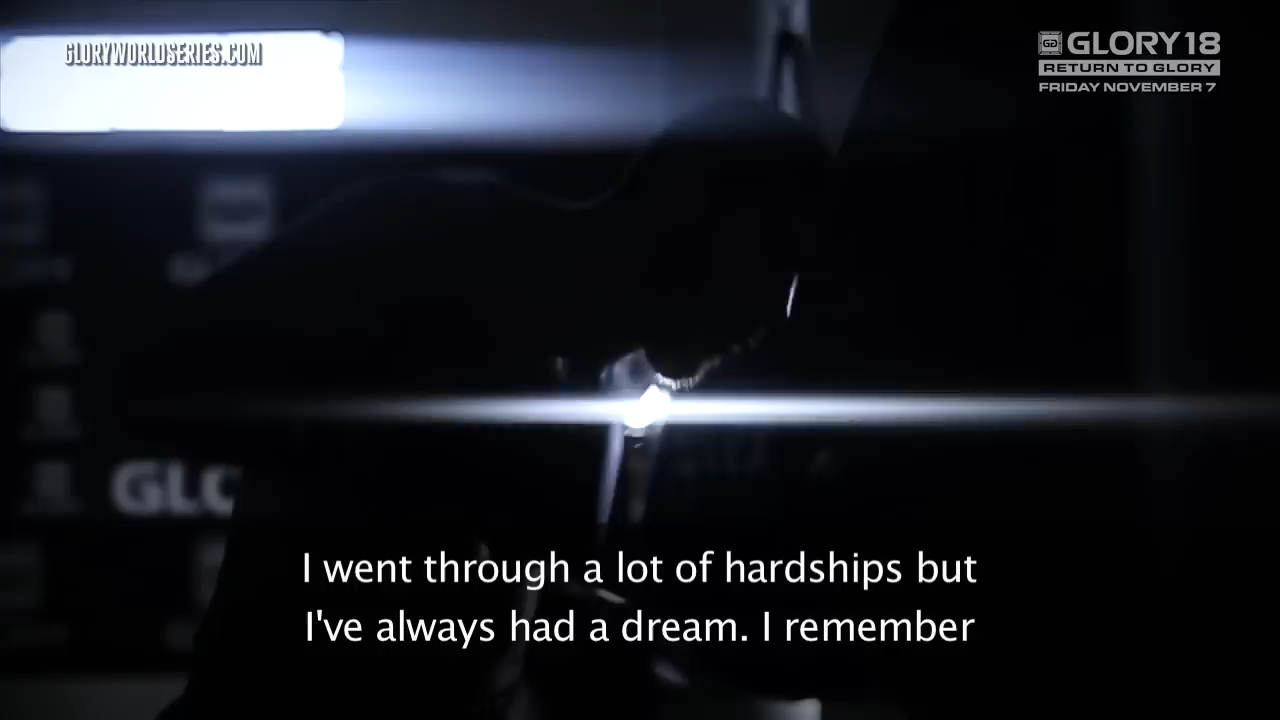 GLORYWORLDSERIES.COM
GLORY 18
RETURN TO GLORY
FRIDAY NOVEMBER 7
GLO
I went through a lot of hardships but
I've always had a dream. I remember